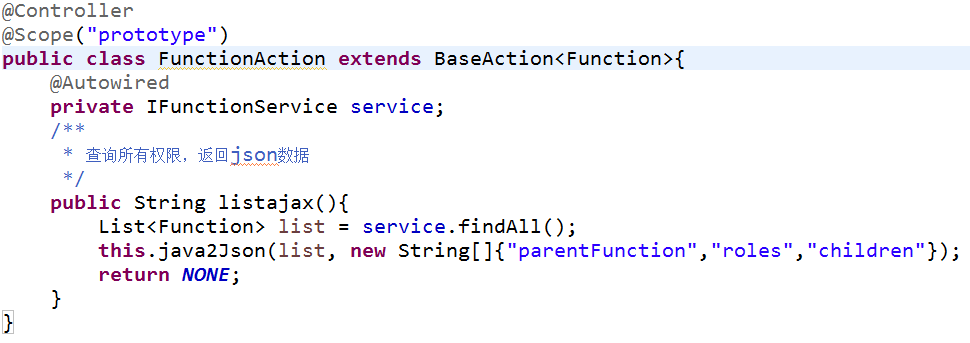 @Controller
@Scope("prototype")
public class FunctionAction extends BaseAction<Function>{
    @Autowired
    private IFunctionService service;
    /**
     * 查询所有权限，返回json数据
     */
    public String listajax(){
        List<Function> list = service.findAll();
        this.java2Json(list, new String[]{"parentFunction","roles","children"});
        return NONE;
    }
}